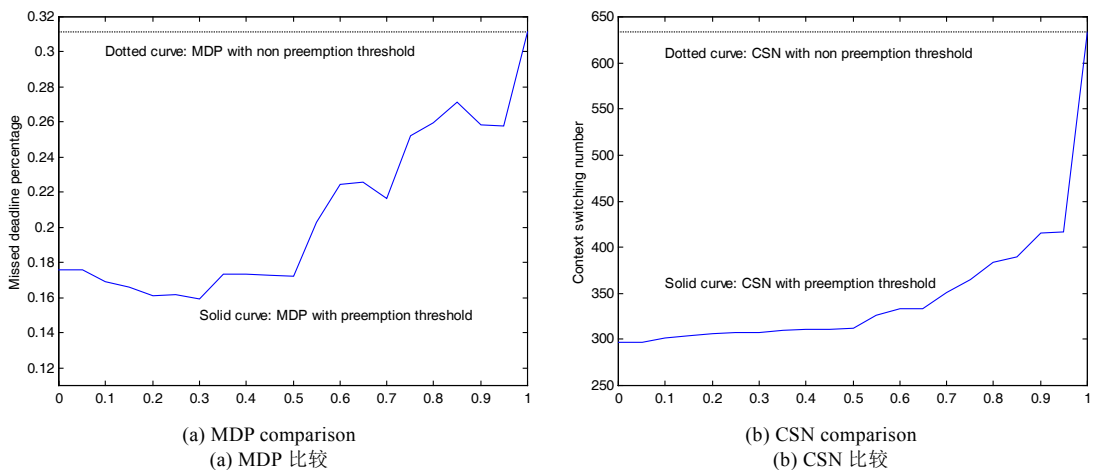 0.32
0.3
0.28
0.26
0.24
0.22
0.2
0.18
0.16
0.14
0.12
Missed deadline percentage
Dotted curve: MDP with non preemption threshold
Solid curve: MDP with preemption threshold
0 0.1 0.2 0.3 0.4 0.5 0.6 0.7 0.8 0.9 1
(a) MDP comparison
(a) MDP 比较
650
600
550
500
450
400
350
300
250
Context switching number
Dotted curve: CSN with non preemption threshold
Solid curve: CSN with preemption threshold
0 0.1 0.2 0.3 0.4 0.5 0.6 0.7 0.8 0.9 1
(b) CSN comparison
(b) CSN 比较